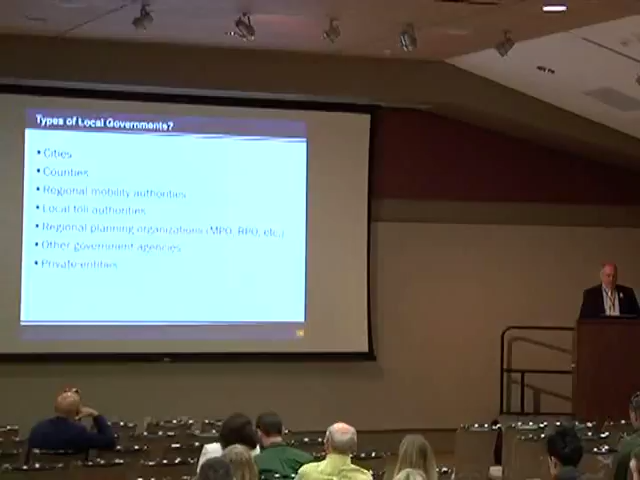 Types of Local Governments?
• Cities
• Counties
• Regional mobility authorities
• Local toll authorities
• Regional planning organizations (MPO, RPO, etc.)
• Other government agencies
• Private entities